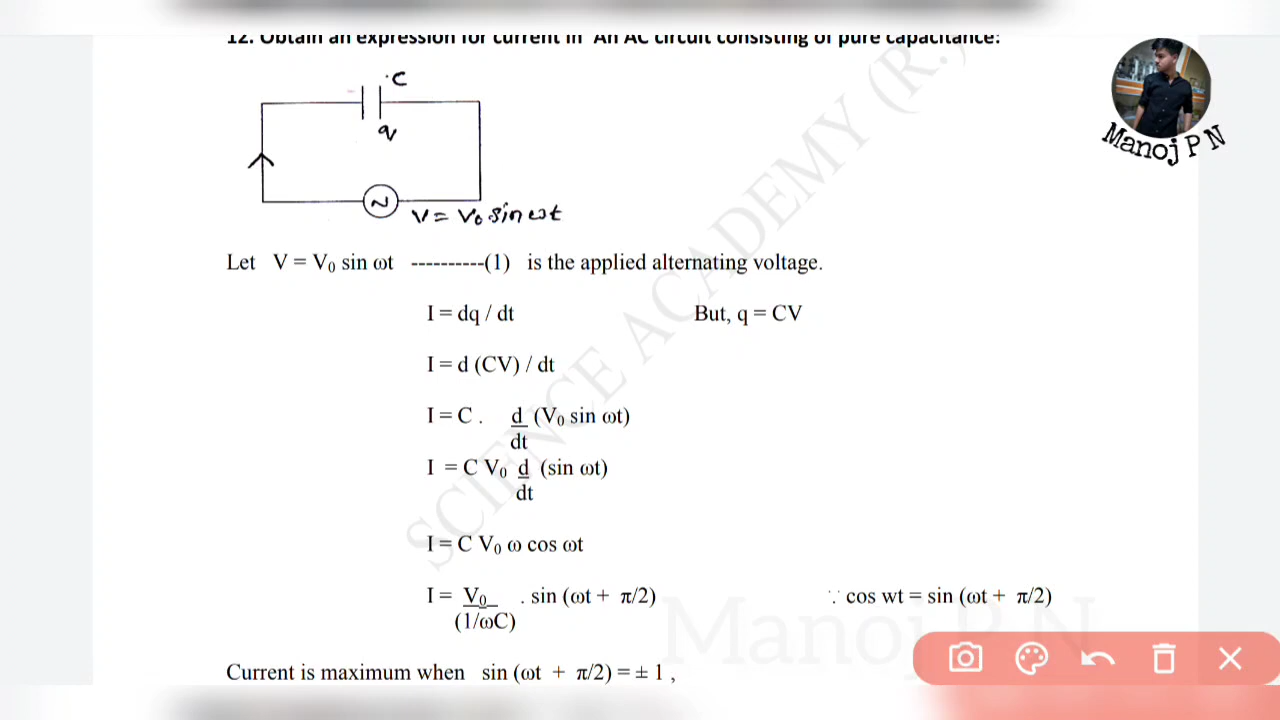 12. Obtain an expression for current in An AC circuit consisting of pure capacitance:
C
q
V = V₀ sin ωt
Manoj P N
Let V = V₀ sin ωt ----------(1) is the applied alternating voltage.
I = dq / dt But, q = CV
I = d (CV) / dt
I = C . d (V₀ sin ωt)
dt
I = C V₀ d (sin ωt)
dt
I = C V₀ ω cos ωt
I = V₀ . sin (ωt + π/2) ∵ cos wt = sin (ωt + π/2)
(1/ωC)
Current is maximum when sin (ωt + π/2) = ± 1 ,
SCIENCE ACADEMY (R.)
Manoj P N